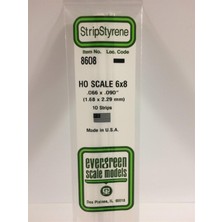 StripStyrene
Item No. Loc. Code
8608
HO SCALE 6x8
.066 x .090"
(1.68 x 2.29 mm)
10 Strips
Made in U.S.A.
evergreen
scale models
Des Plaines, IL 60018